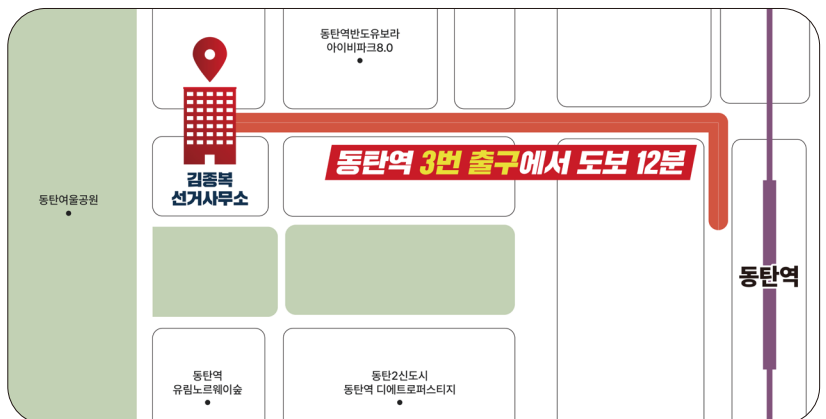 동탄역반도유보라
아이비파크8.0
동탄역 3번 출구에서 도보 12분
김종복
선거사무소
동탄여울공원
동탄역
동탄역
유림노르웨이숲
동탄2신도시
동탄역 디에트로퍼스티지